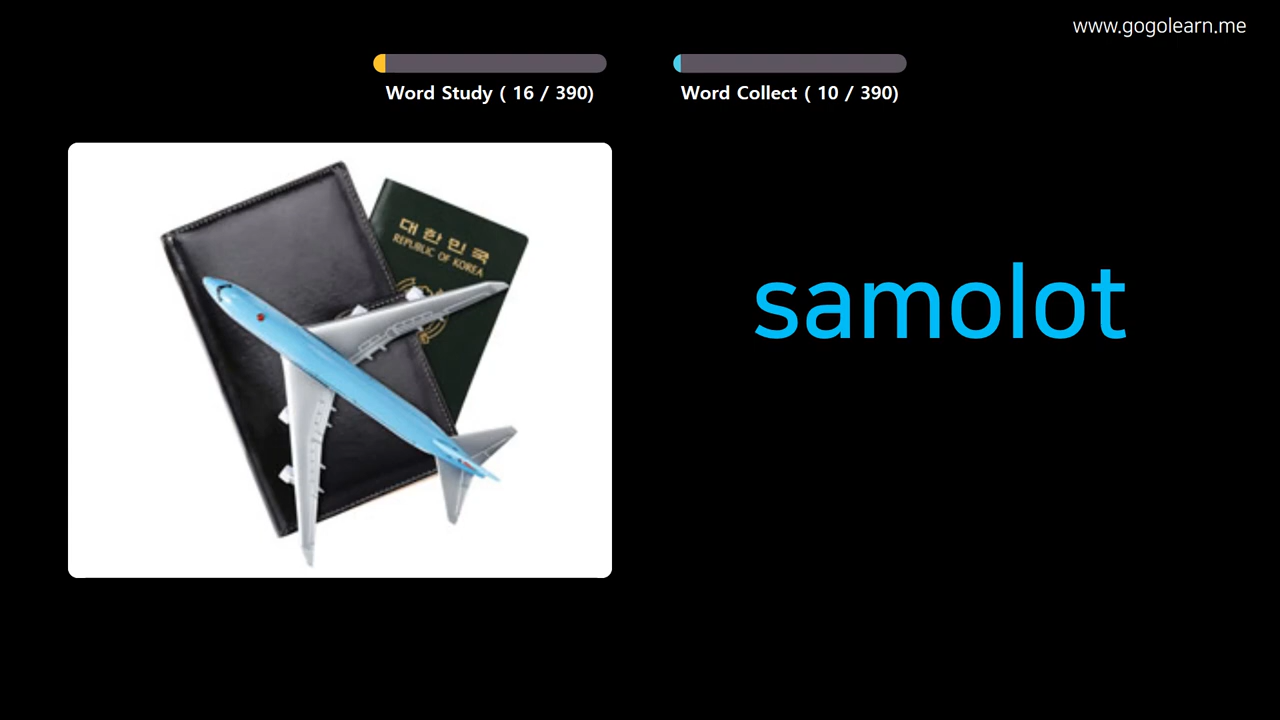 www.gogolearn.me
Word Study ( 16 / 390)
Word Collect ( 10 / 390)
대한민국
REPUBLIC OF KOREA
samolot